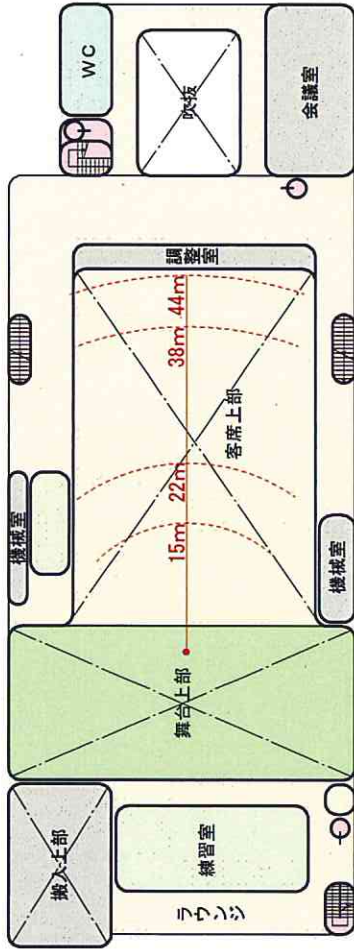 WC
吹抜
会議室
調整室
44m
38m
22m
15m
客席上部
機械室
機械室
舞台上部
搬入上部
練習室
ラウンジ